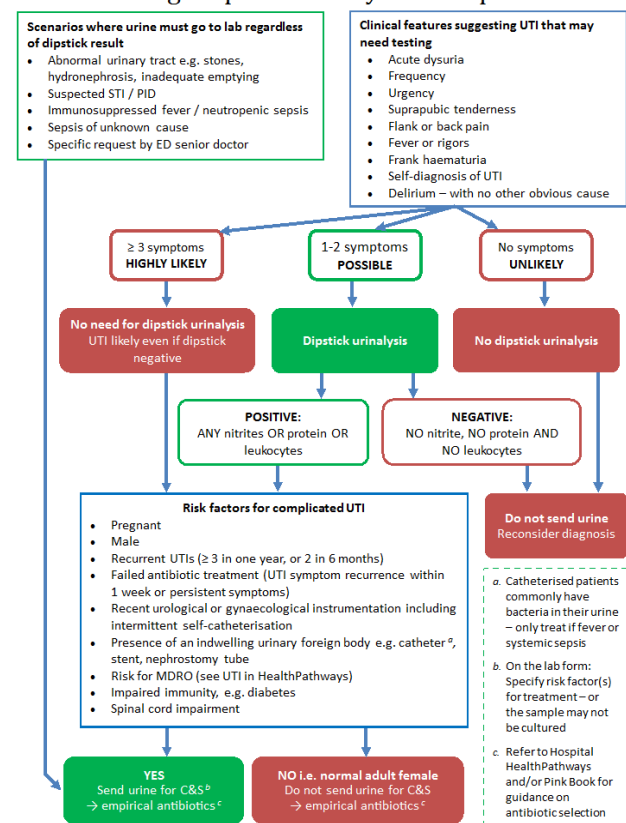 Scenarios where urine must go to lab regardless
of dipstick result
• Abnormal urinary tract e.g. stones,
hydronephrosis, inadequate emptying
• Suspected STI / PID
• Immunosuppressed fever / neutropenic sepsis
• Sepsis of unknown cause
• Specific request by ED senior doctor
Clinical features suggesting UTI that may
need testing
• Acute dysuria
• Frequency
• Urgency
• Suprapubic tenderness
• Flank or back pain
• Fever or rigors
• Frank haematuria
• Self-diagnosis of UTI
• Delirium – with no other obvious cause
≥ 3 symptoms
HIGHLY LIKELY
1-2 symptoms
POSSIBLE
No symptoms
UNLIKELY
No need for dipstick urinalysis
UTI likely even if dipstick
negative
Dipstick urinalysis
No dipstick urinalysis
POSITIVE:
ANY nitrites OR protein OR
leukocytes
NEGATIVE:
NO nitrite, NO protein AND
NO leukocytes
Risk factors for complicated UTI
• Pregnant
• Male
• Recurrent UTIs (≥ 3 in one year, or 2 in 6 months)
• Failed antibiotic treatment (UTI symptom recurrence within
1 week or persistent symptoms)
• Recent urological or gynaecological instrumentation including
intermittent self-catheterisation
• Presence of an indwelling urinary foreign body e.g. catheter a,
stent, nephrostomy tube
• Risk for MDRO (see UTI in HealthPathways)
• Impaired immunity, e.g. diabetes
• Spinal cord impairment
Do not send urine
Reconsider diagnosis
a. Catheterised patients
commonly have
bacteria in their urine
– only treat if fever or
systemic sepsis
b. On the lab form:
Specify risk factor(s)
for treatment – or
the sample may not
be cultured
c. Refer to Hospital
HealthPathways
and/or Pink Book for
guidance on
antibiotic selection
YES
Send urine for C&S b
→ empirical antibiotics c
NO i.e. normal adult female
Do not send urine for C&S
→ empirical antibiotics c